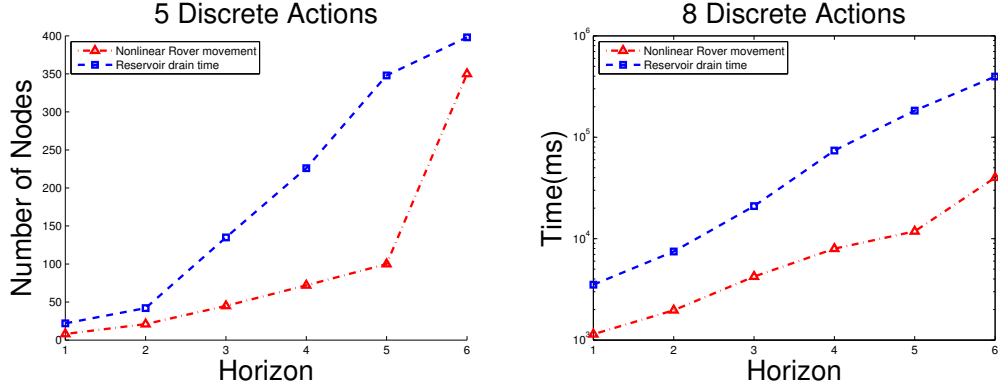 5 Discrete Actions
Nonlinear Rover movement
Reservoir drain time
Number of Nodes
400
350
300
250
200
150
100
50
0
1 2 3 4 5 6
Horizon
8 Discrete Actions
Nonlinear Rover movement
Reservoir drain time
Time(ms)
10^6
10^5
10^4
10^3
1 2 3 4 5 6
Horizon